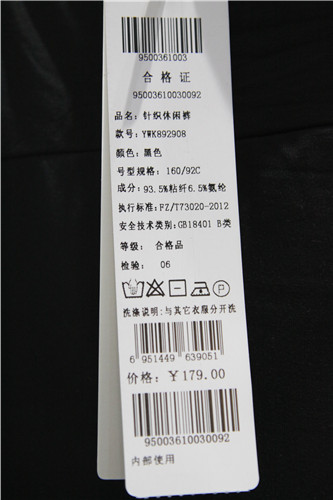 9500361003
合格证
95003610030092
品名：针织休闲裤
款号：YWK892908
颜色：黑色
号型规格：160/92C
成分：93.5%粘纤6.5%氨纶
执行标准：FZ/T73020-2012
安全技术类别：GB18401 B类
等级： 合格品
检验： 06
P
洗涤说明：与其它衣服分开洗
6 951449 639051 >
价格：￥179.00
95003610030092
内部使用